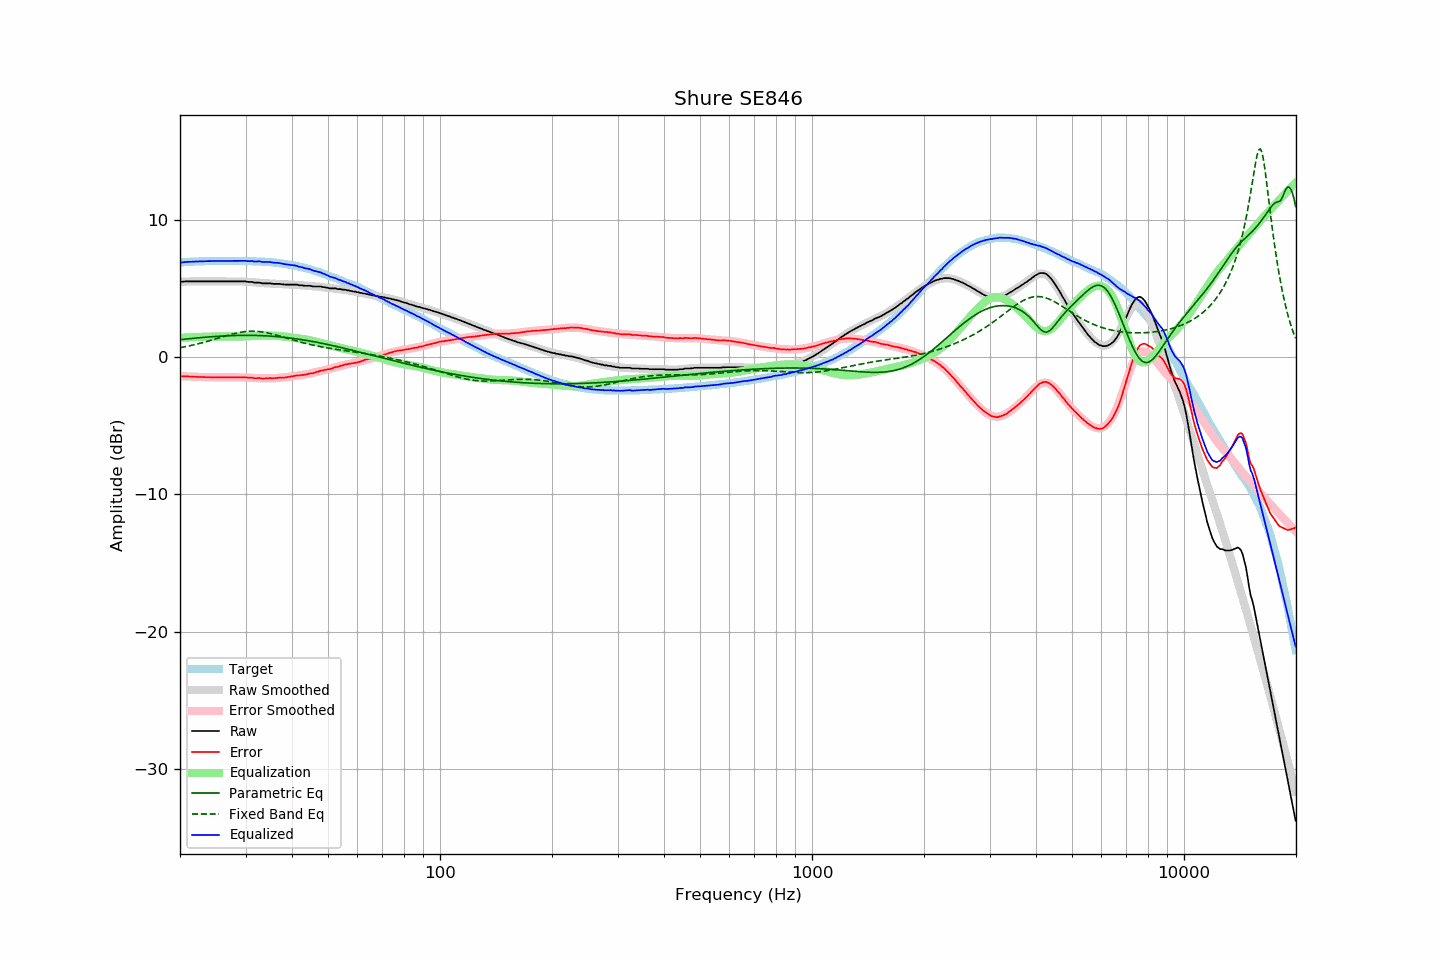 Shure SE846
Amplitude (dBr)
10
0
−10
−20
−30
Target
Raw Smoothed
Error Smoothed
Raw
Error
Equalization
Parametric Eq
Fixed Band Eq
Equalized
100
1000
10000
Frequency (Hz)